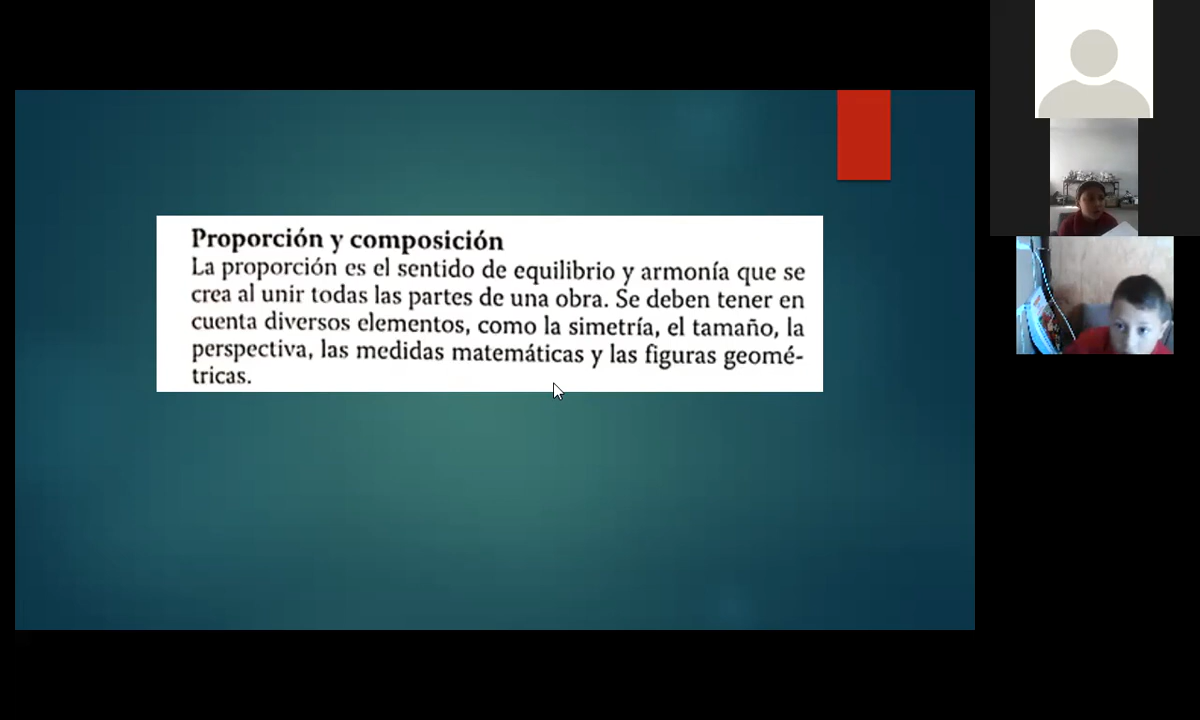 Proporción y composición
La proporción es el sentido de equilibrio y armonía que se
crea al unir todas las partes de una obra. Se deben tener en
cuenta diversos elementos, como la simetría, el tamaño, la
perspectiva, las medidas matemáticas y las figuras geomé-
tricas.